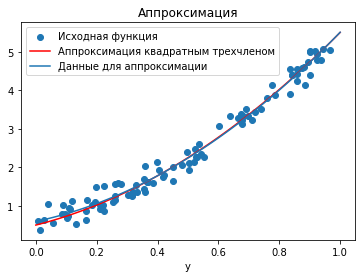 Аппроксимация
Исходная функция
Аппроксимация квадратным трехчленом
Данные для аппроксимации
5
4
3
2
1
0.0 0.2 0.4 0.6 0.8 1.0
y